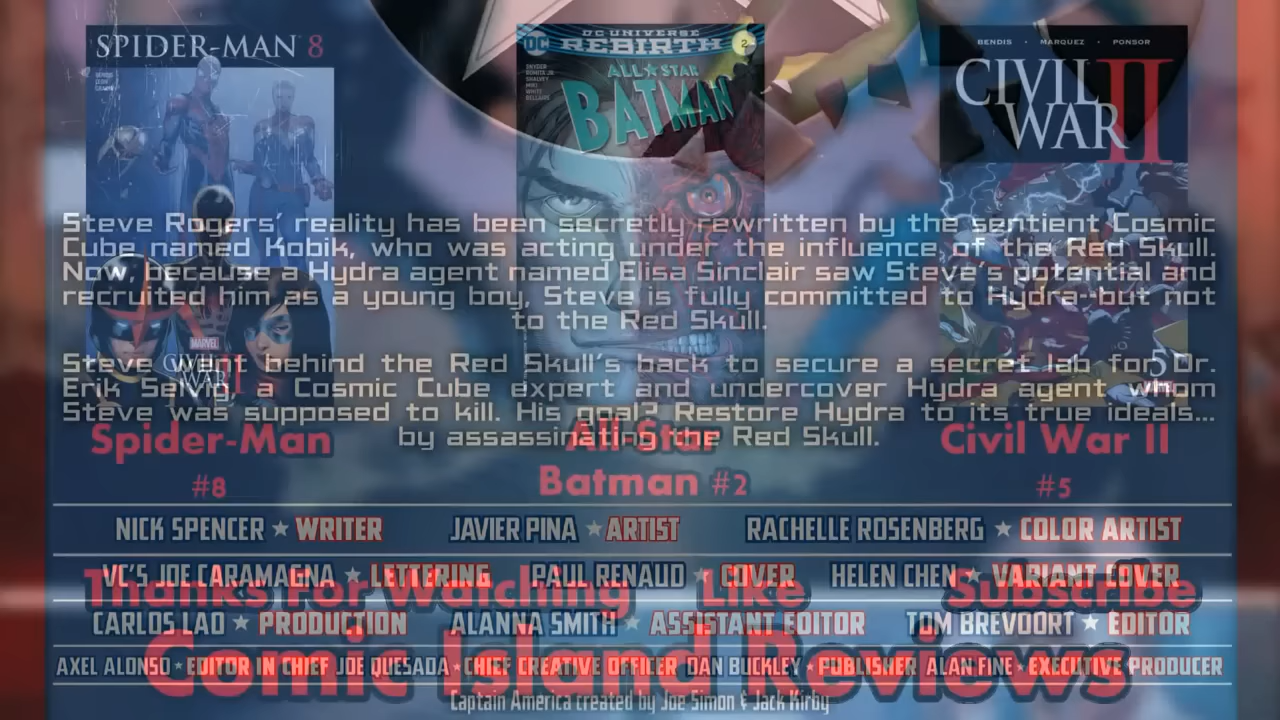 SPIDER-MAN 8
DC UNIVERSE
REBIRTH
2
DC
ALL★STAR
BATMAN
BENDIS · MARQUEZ · PONSOR
CIVIL
WAR II
Steve Rogers' reality has been secretly rewritten by the sentient Cosmic
Cube named Kobik, who was acting under the influence of the Red Skull.
Now, because a Hydra agent named Elisa Sinclair saw Steve's potential and
recruited him as a young boy, Steve is fully committed to Hydra--but not
to the Red Skull.
MARVEL
CIVIL
WAR II
5
Steve went behind the Red Skull's back to secure a secret lab for Dr.
Erik Selvig, a Cosmic Cube expert and undercover Hydra agent whom
Steve was supposed to kill. His goal? Restore Hydra to its true ideals...
by assassinating the Red Skull.
Spider-Man
#8
All-Star
Batman #2
Civil War II
#5
NICK SPENCER ★ WRITER JAVIER PINA ★ ARTIST RACHELLE ROSENBERG ★ COLOR ARTIST
VC'S JOE CARAMAGNA ★ LETTERING PAUL RENAUD ★ COVER HELEN CHEN ★ VARIANT COVER
Thanks For Watching Like Subscribe
CARLOS LAO ★ PRODUCTION ALANNA SMITH ★ ASSISTANT EDITOR TOM BREVOORT ★ EDITOR
Comic Island Reviews
AXEL ALONSO ★ EDITOR IN CHIEF JOE QUESADA ★ CHIEF CREATIVE OFFICER DAN BUCKLEY ★ PUBLISHER ALAN FINE ★ EXECUTIVE PRODUCER
Captain America created by Joe Simon & Jack Kirby